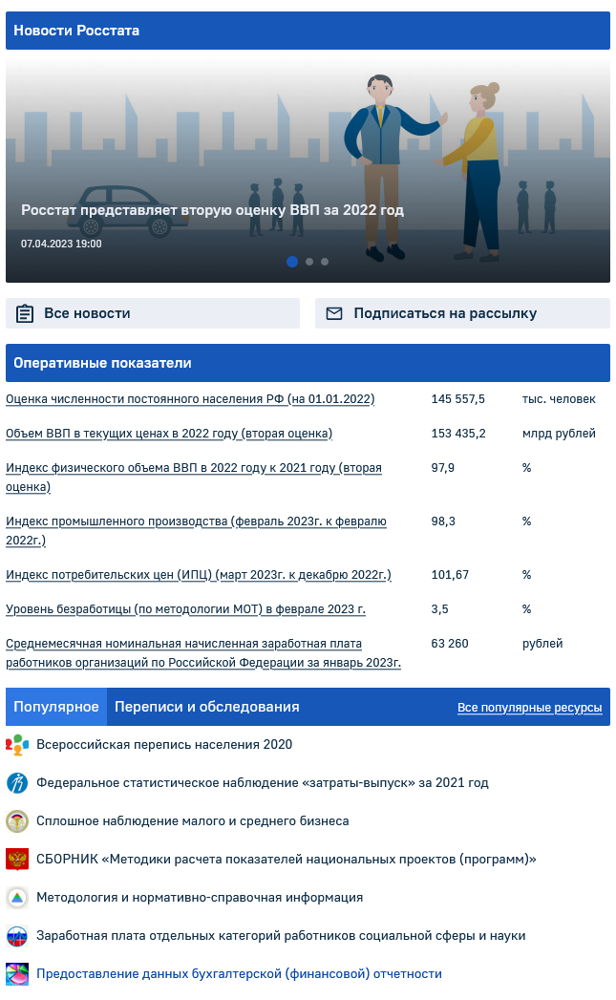 Новости Росстата
Росстат представляет вторую оценку ВВП за 2022 год
07.04.2023 19:00
Все новости
Подписаться на рассылку
Оперативные показатели
Оценка численности постоянного населения РФ (на 01.01.2022) 145 557,5 тыс. человек
Объем ВВП в текущих ценах в 2022 году (вторая оценка) 153 435,2 млрд рублей
Индекс физического объема ВВП в 2022 году к 2021 году (вторая 97,9 %
оценка)
Индекс промышленного производства (февраль 2023г. к февралю 98,3 %
2022г.)
Индекс потребительских цен (ИПЦ) (март 2023г. к декабрю 2022г.) 101,67 %
Уровень безработицы (по методологии МОТ) в феврале 2023 г. 3,5 %
Среднемесячная номинальная начисленная заработная плата 63 260 рублей
работников организаций по Российской Федерации за январь 2023г.
Популярное Переписи и обследования Все популярные ресурсы
Всероссийская перепись населения 2020
Федеральное статистическое наблюдение «затраты-выпуск» за 2021 год
Сплошное наблюдение малого и среднего бизнеса
СБОРНИК «Методики расчета показателей национальных проектов (программ)»
Методология и нормативно-справочная информация
Заработная плата отдельных категорий работников социальной сферы и науки
Предоставление данных бухгалтерской (финансовой) отчетности